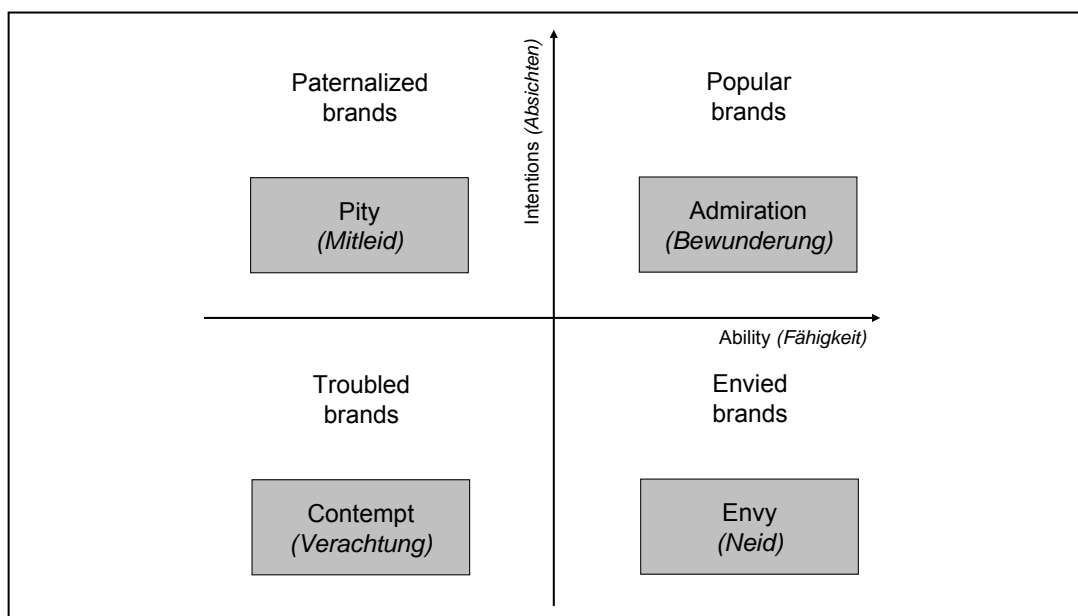 Paternalized
brands
Popular
brands
Intentions (Absichten)
Pity
(Mitleid)
Admiration
(Bewunderung)
Ability (Fähigkeit)
Troubled
brands
Envied
brands
Contempt
(Verachtung)
Envy
(Neid)